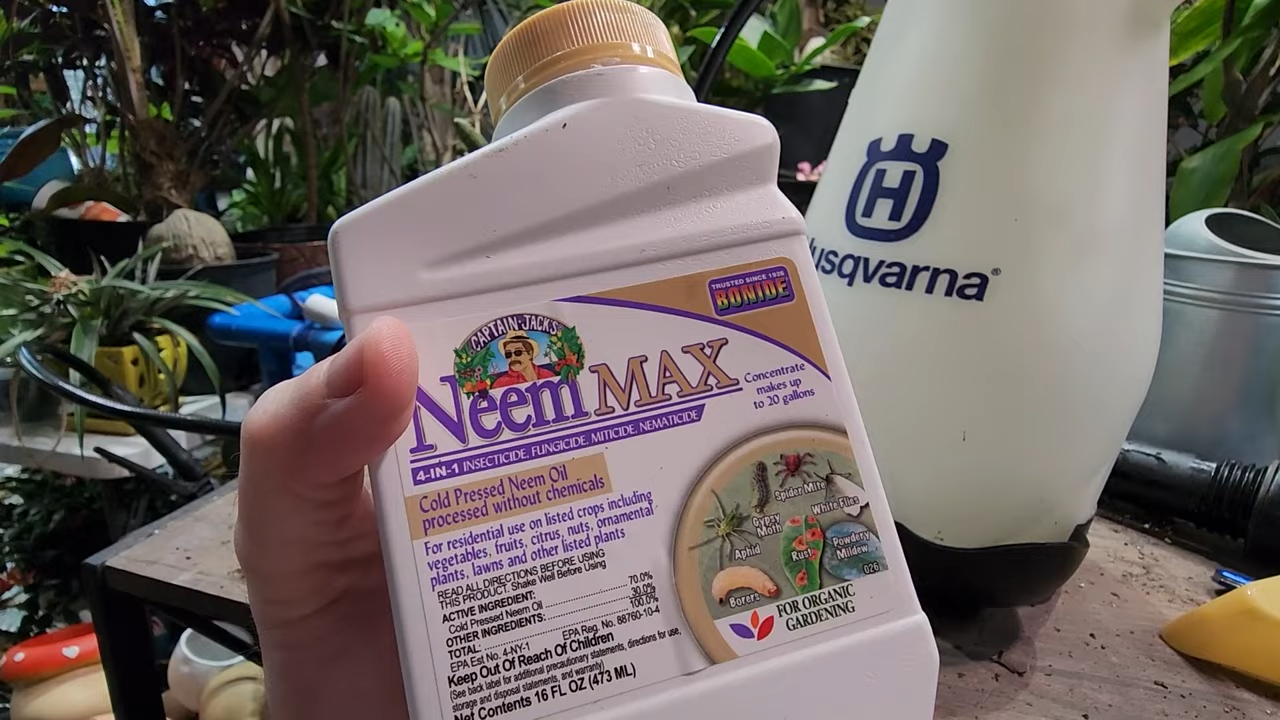 TRUSTED SINCE 1926
BONIDE
CAPTAIN JACK'S
Neem MAX
Concentrate
makes up
to 20 gallons
4-IN-1 INSECTICIDE, FUNGICIDE, MITICIDE, NEMATICIDE
Cold Pressed Neem Oil
processed without chemicals
For residential use on listed crops including
vegetables, fruits, citrus, nuts, ornamental
plants, lawns and other listed plants
READ ALL DIRECTIONS BEFORE USING
THIS PRODUCT. Shake Well Before Using
ACTIVE INGREDIENT:
Cold Pressed Neem Oil ........ 70.0%
OTHER INGREDIENTS: ........ 30.0%
TOTAL: ........ 100.0%
EPA Est No. 4-NY-1 EPA Reg. No. 88760-10-4
Keep Out Of Reach Of Children
(See back label for additional precautionary statements, directions for use,
storage and disposal statements, and warranty)
Net Contents 16 FL OZ (473 ML)
Spider Mite
White Flies
Gypsy
Moth
Aphid
Rust
Powdery
Mildew
Borers
026
FOR ORGANIC
GARDENING
H
Husqvarna®